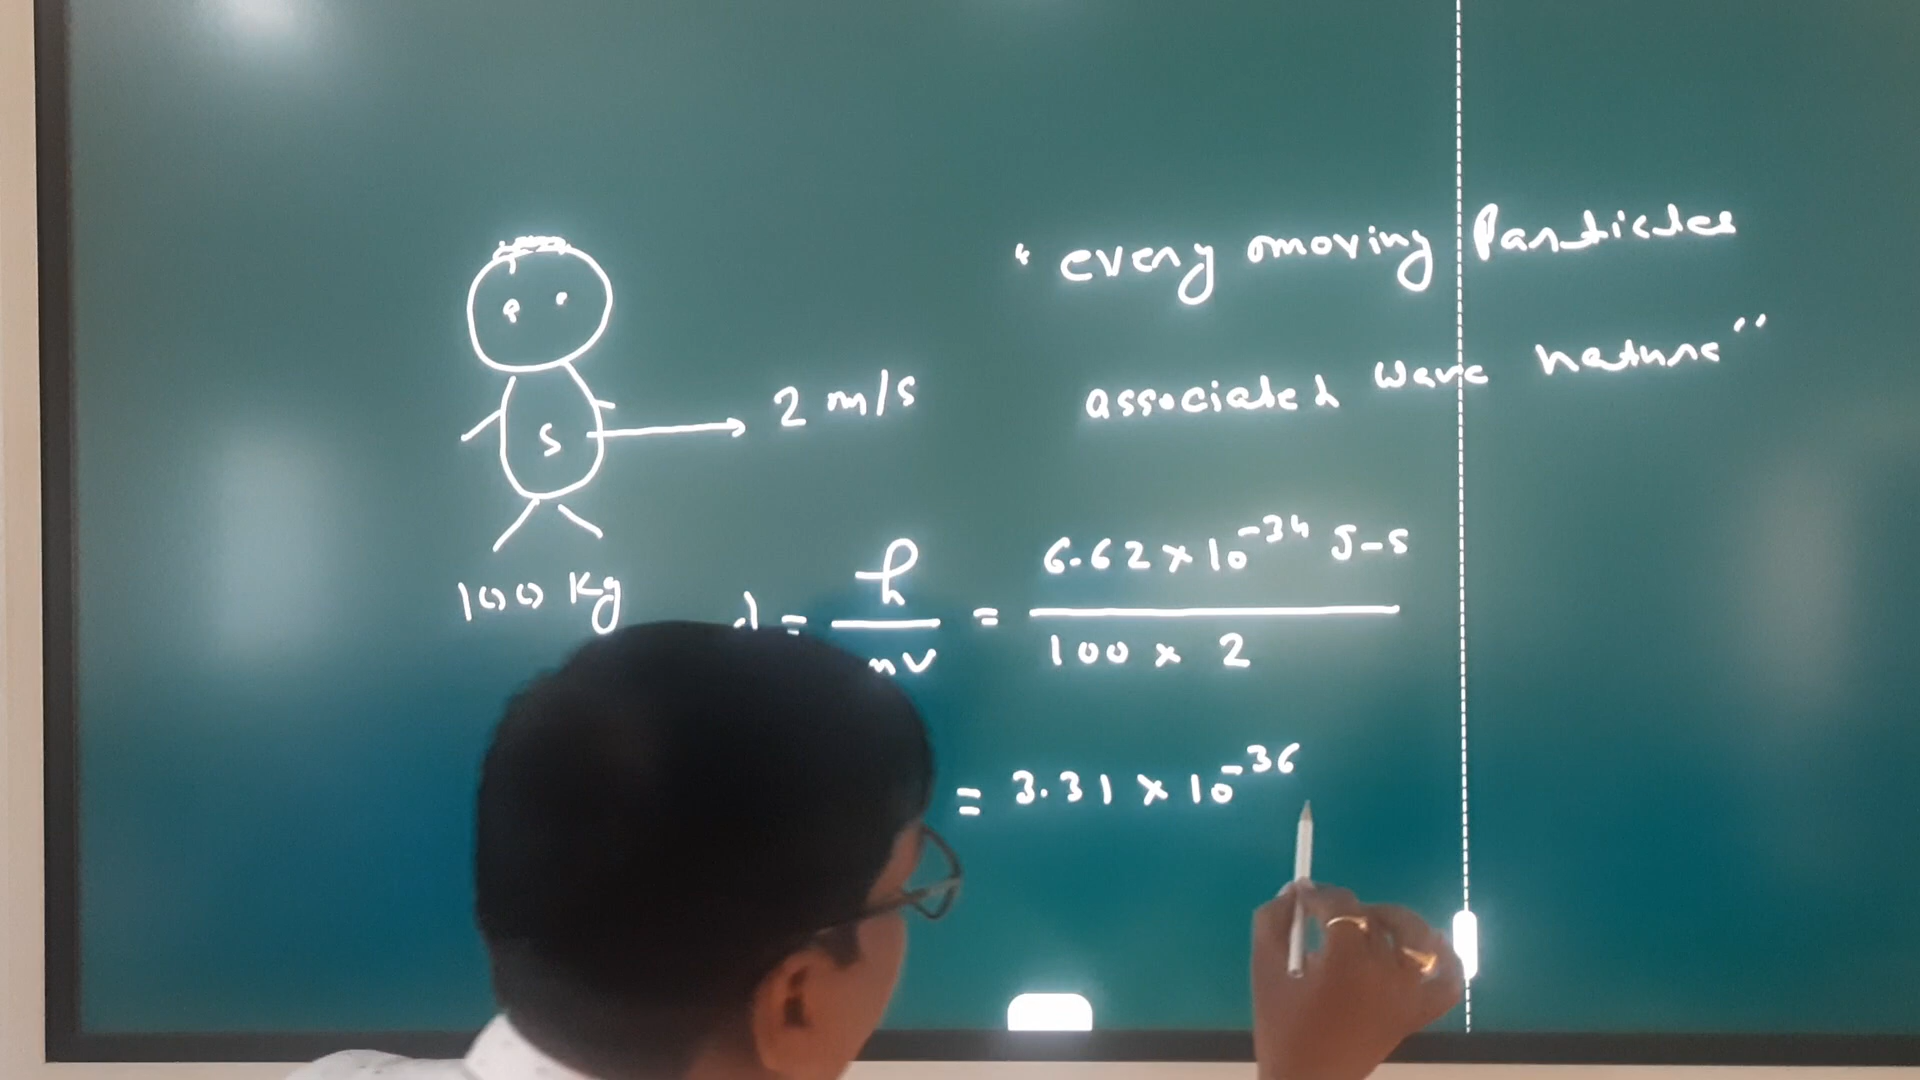 “ every moving Particles
associated wave nature”
S
2 m/s
100 Kg
λ = h/mv = 6.62 × 10⁻³⁴ J-s / 100 × 2
= 3.31 × 10⁻³⁶